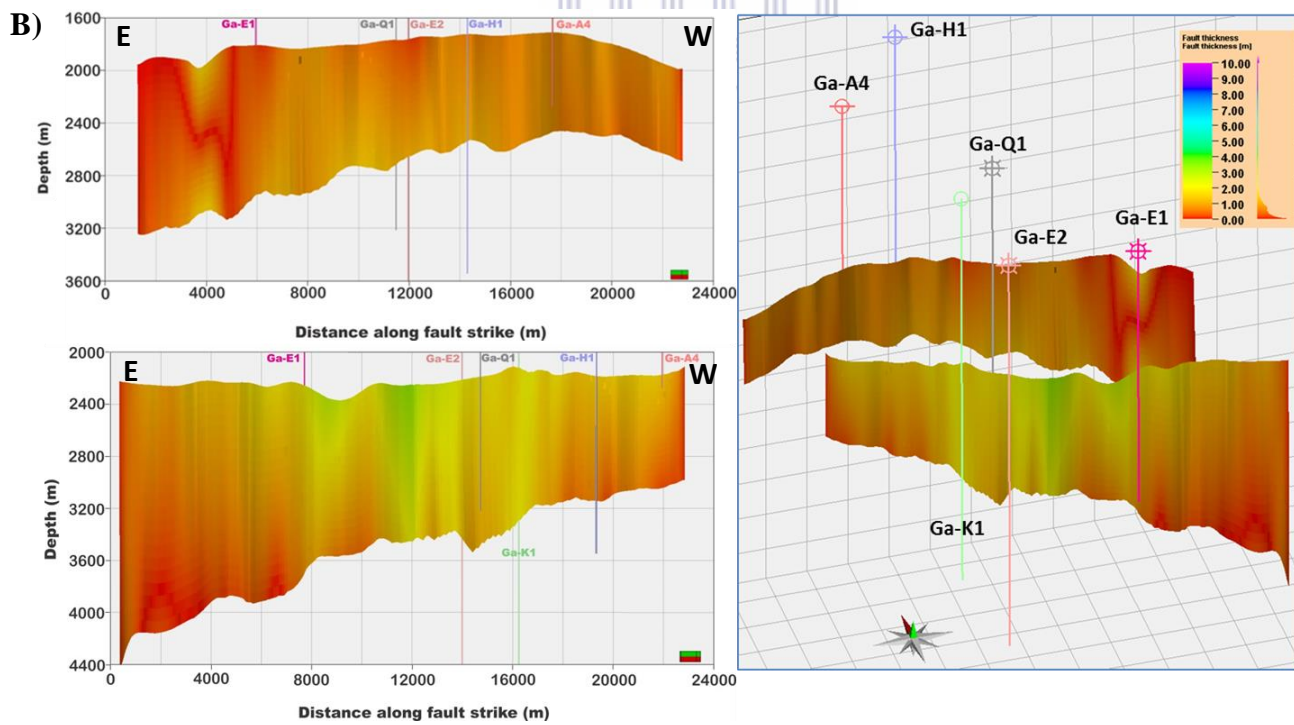 B)
E
W
Ga-E1
Ga-Q1
Ga-E2
Ga-H1
Ga-A4
1600
2000
2400
2800
3200
3600
Depth (m)
0
4000
8000
12000
16000
20000
24000
Distance along fault strike (m)
E
W
Ga-E1
Ga-E2
Ga-Q1
Ga-H1
Ga-A4
Ga-K1
2000
2400
2800
3200
3600
4000
4400
Depth (m)
0
4000
8000
12000
16000
20000
24000
Distance along fault strike (m)
Ga-H1
Ga-A4
Ga-Q1
Ga-E2
Ga-E1
Ga-K1
Fault thickness
Fault thickness [m]
10.00
9.00
8.00
7.00
6.00
5.00
4.00
3.00
2.00
1.00
0.00